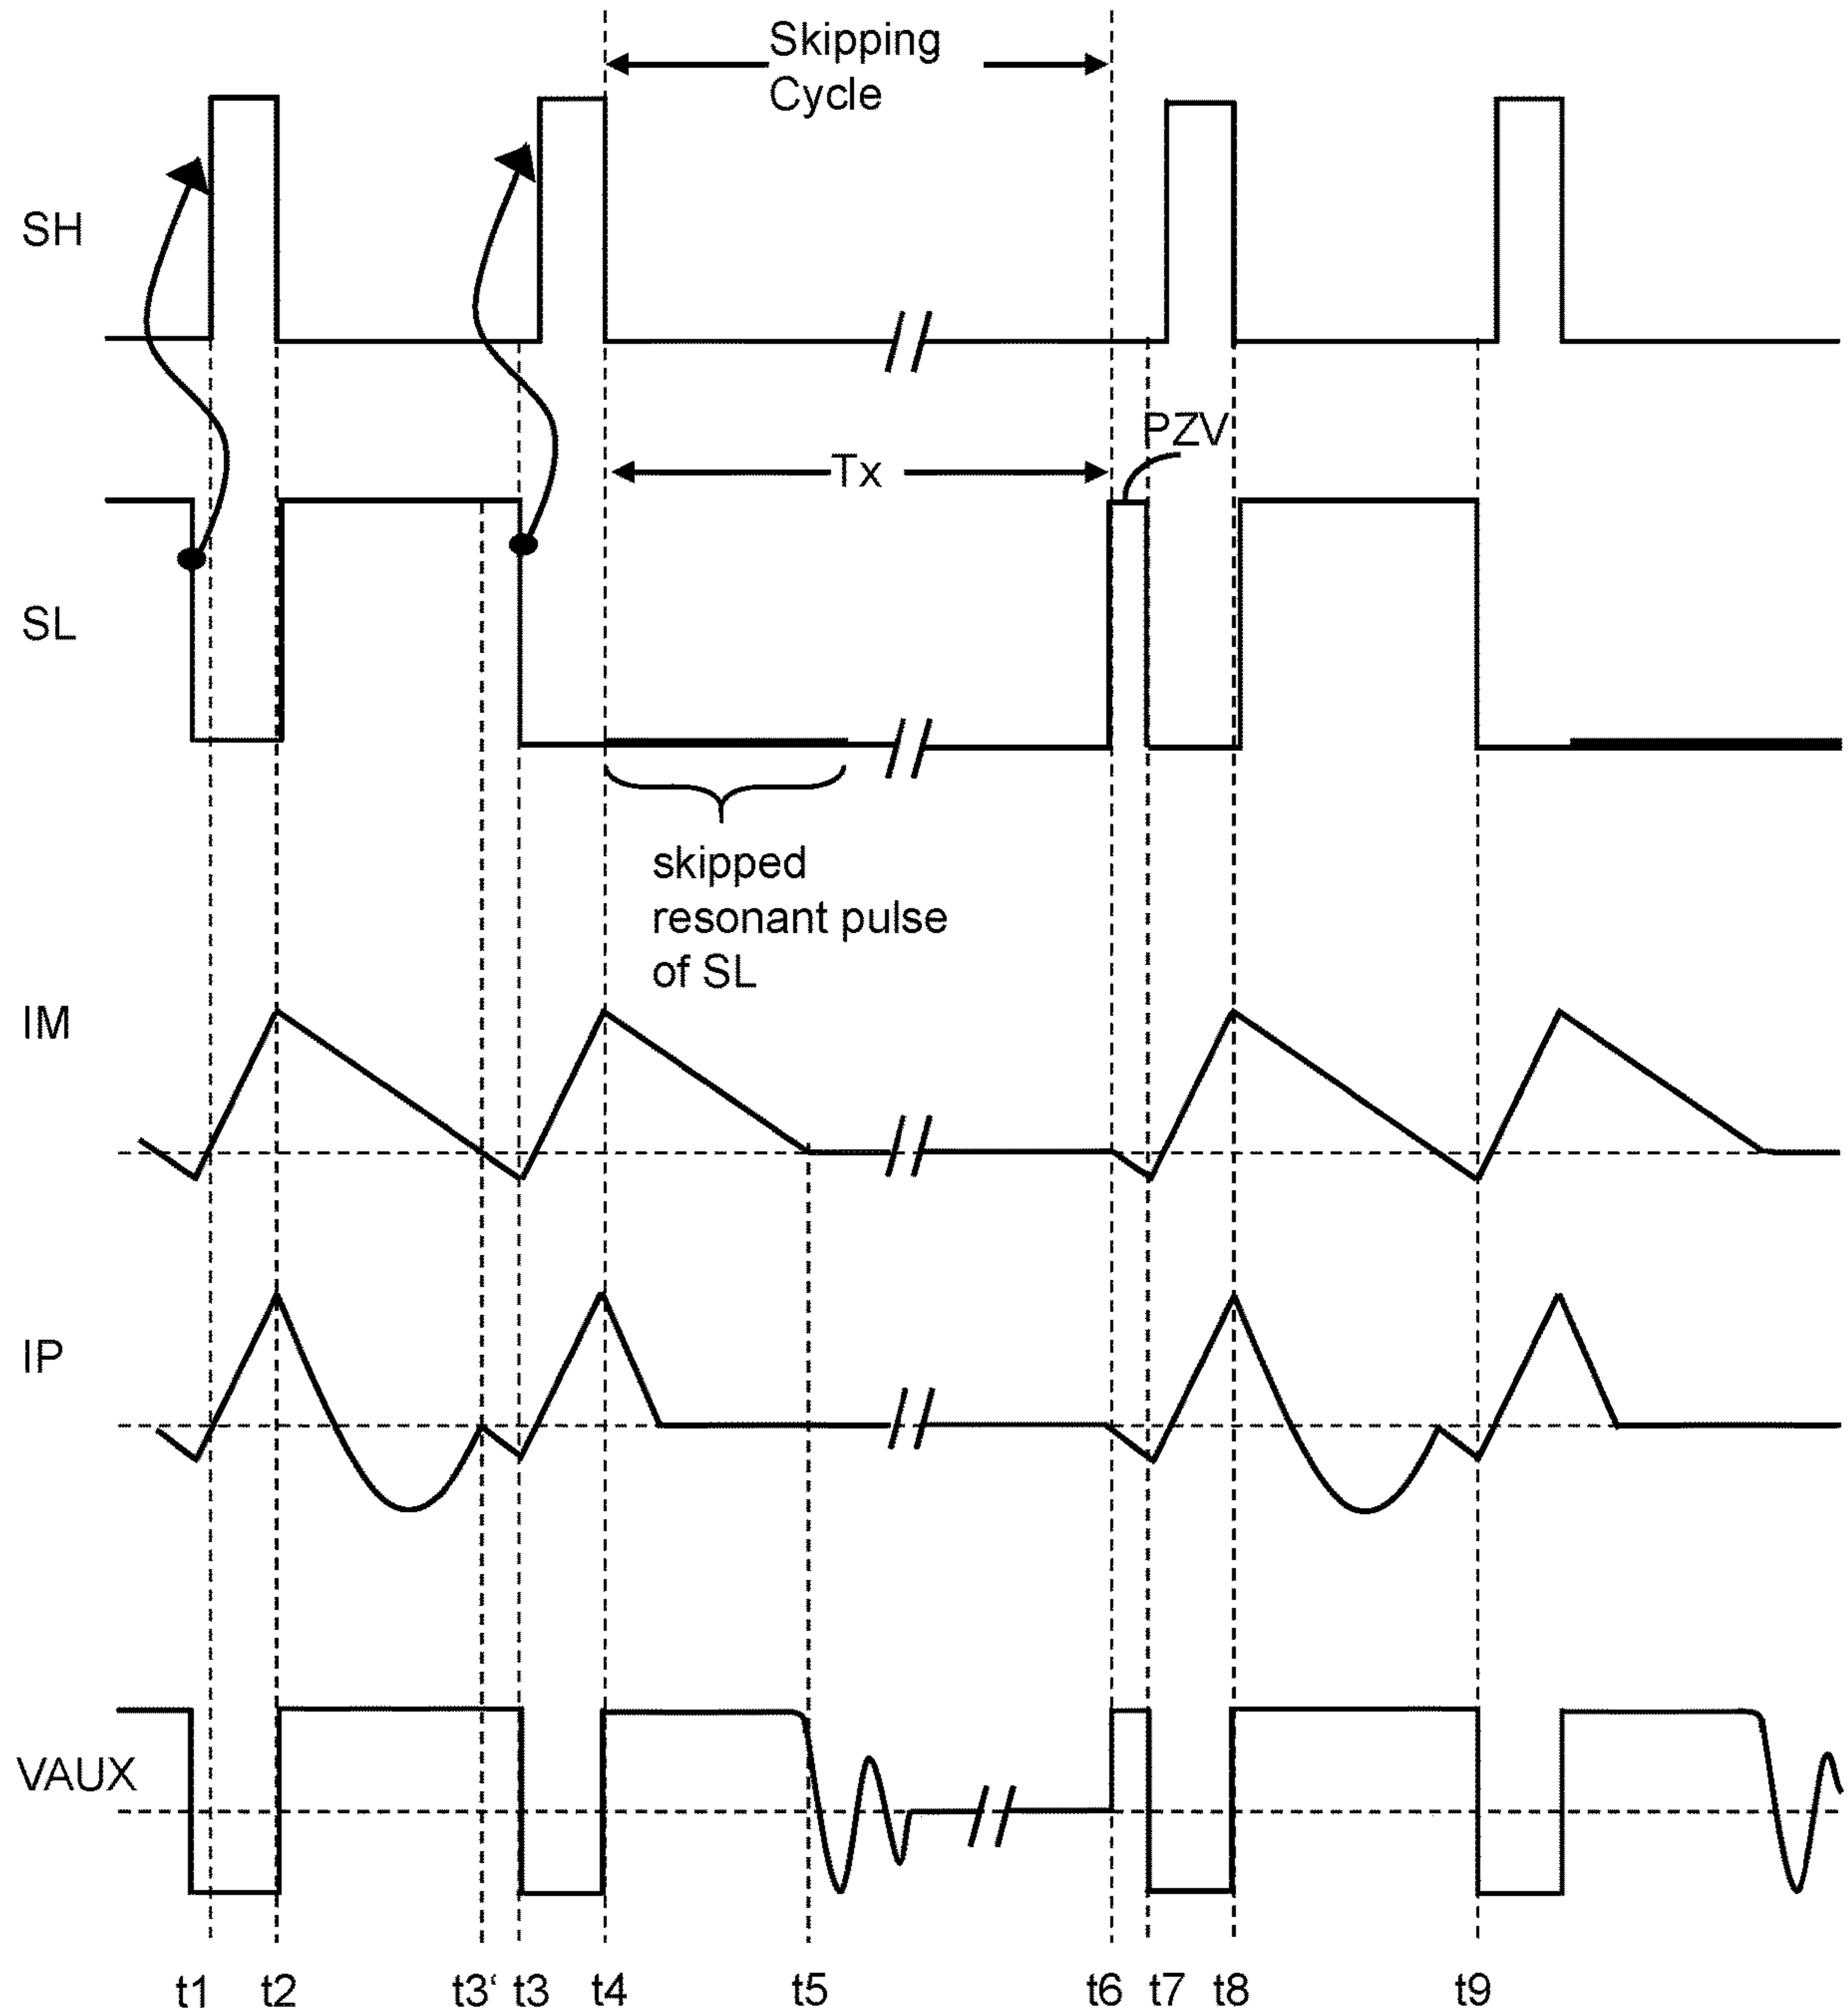 Skipping
Cycle
SH
PZV
Tx
SL
skipped
resonant pulse
of SL
IM
IP
VAUX
t1 t2 t3‘ t3 t4 t5 t6 t7 t8 t9